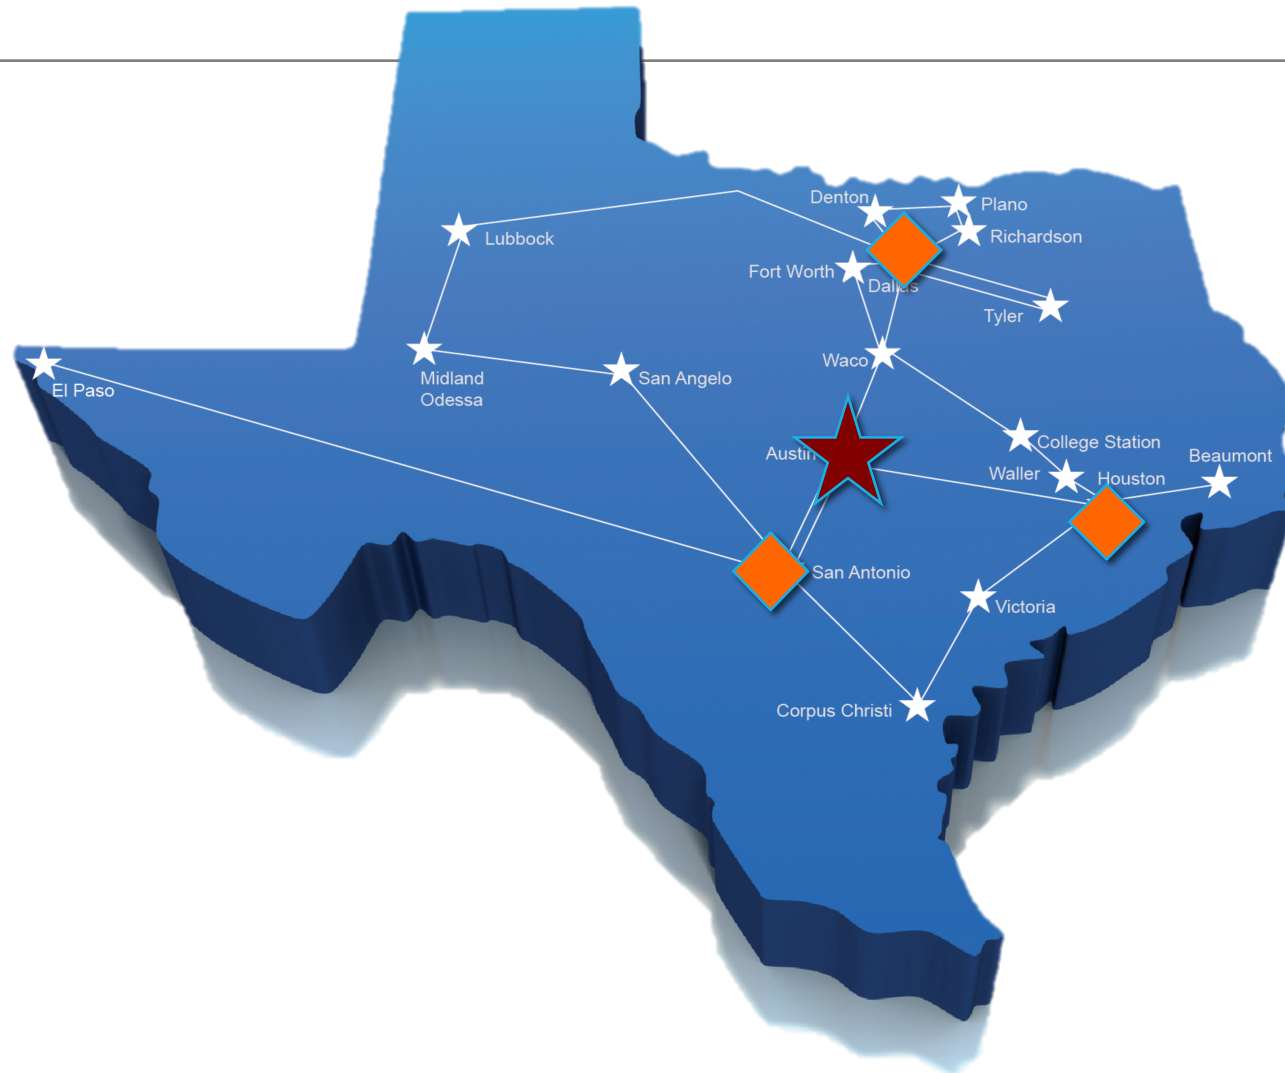 Denton
Plano
Lubbock
Richardson
Fort Worth
Dallas
Tyler
Waco
El Paso
Midland
Odessa
San Angelo
College Station
Austin
Beaumont
Waller
Houston
San Antonio
Victoria
Corpus Christi